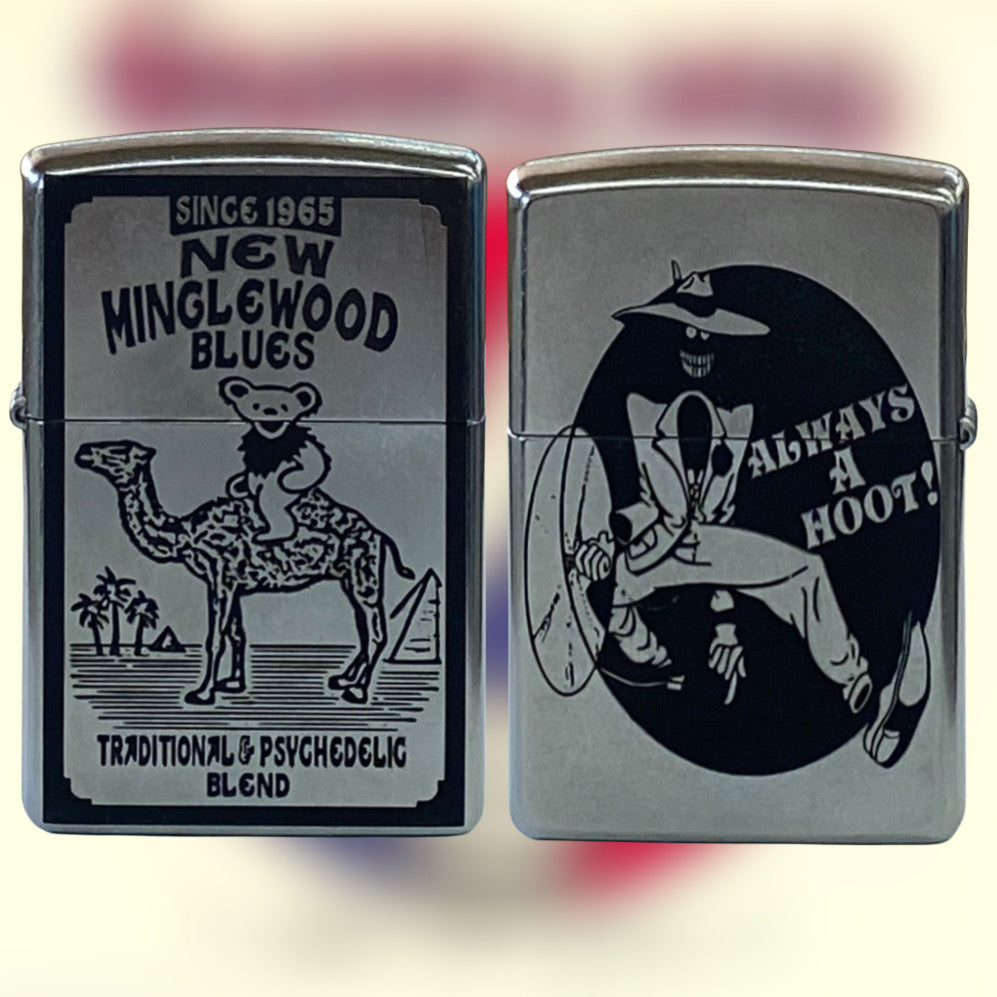 SINCE 1965
NEW
MINGLEWOOD
BLUES
TRADITIONAL & PSYCHEDELIC
BLEND
ALWAYS
A
HOOT!